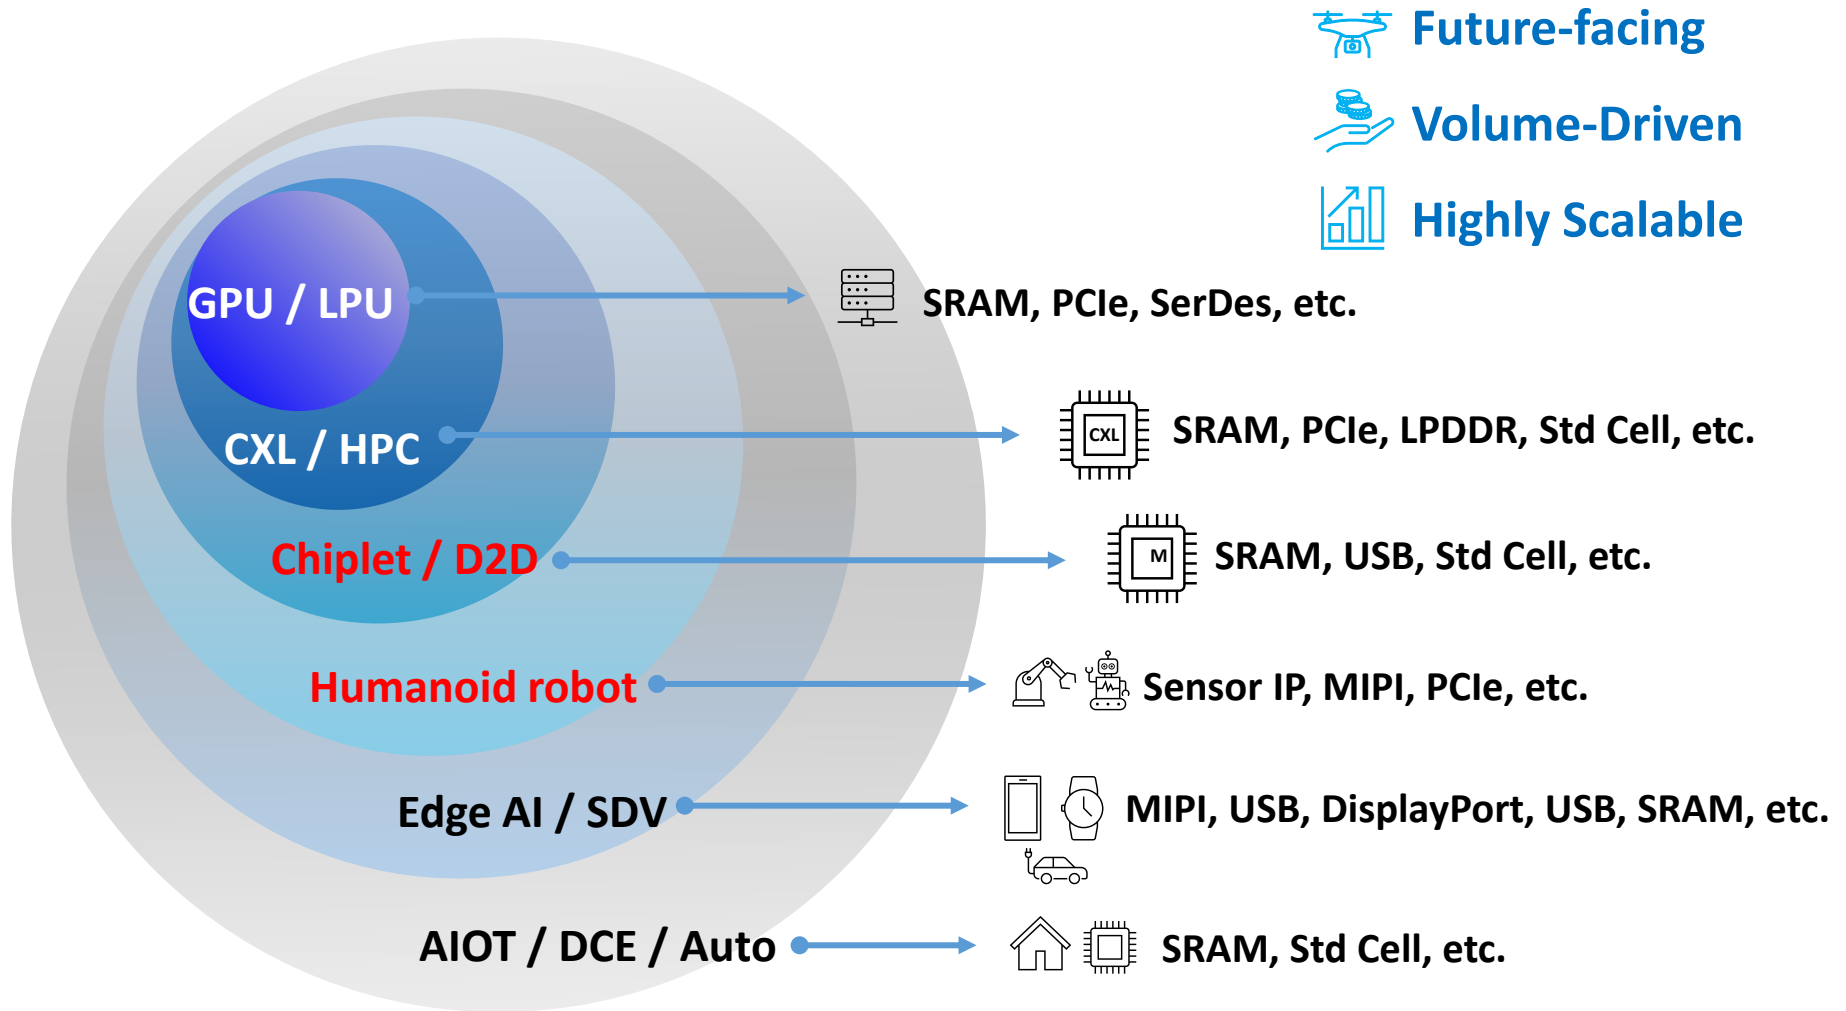 Future-facing
Volume-Driven
Highly Scalable
GPU / LPU
SRAM, PCIe, SerDes, etc.
CXL / HPC
CXL
SRAM, PCIe, LPDDR, Std Cell, etc.
Chiplet / D2D
M
SRAM, USB, Std Cell, etc.
Humanoid robot
Sensor IP, MIPI, PCIe, etc.
Edge AI / SDV
MIPI, USB, DisplayPort, USB, SRAM, etc.
AIOT / DCE / Auto
SRAM, Std Cell, etc.